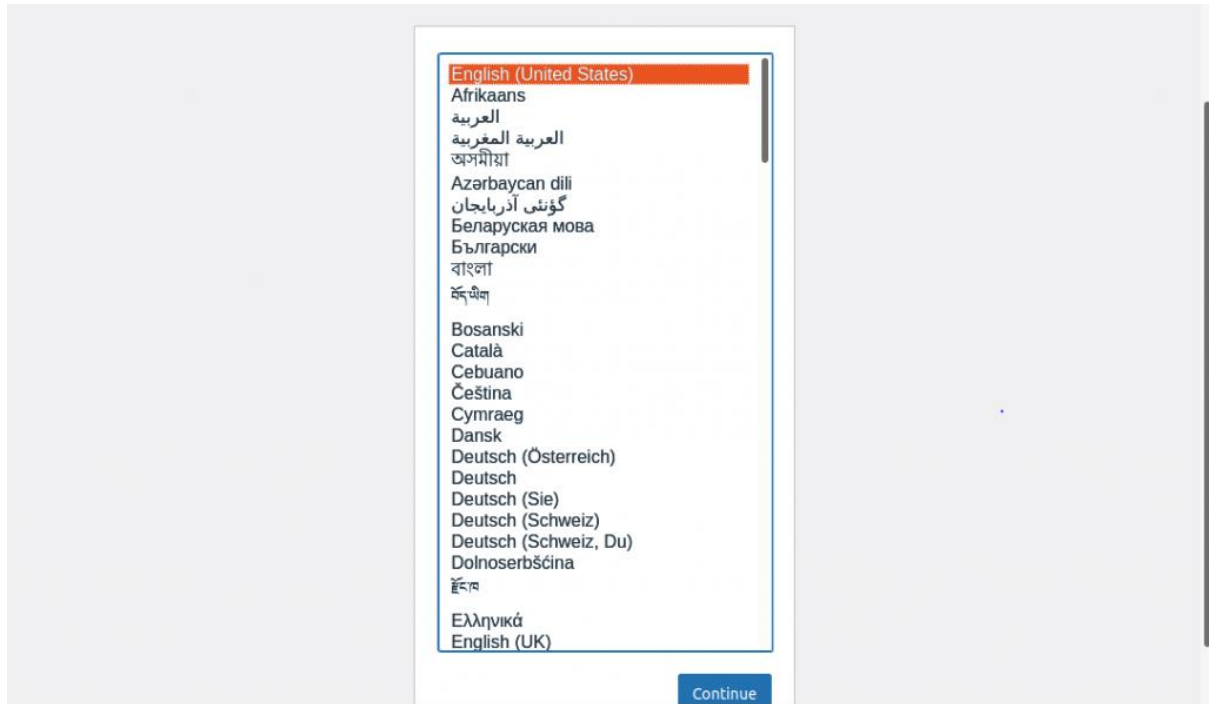 English (United States)
Afrikaans
العربية
العربية المغربية
অসমীয়া
Azərbaycan dili
گؤنئی آذربایجان
Беларуская мова
Български
বাংলা
བོད་ཡིག
Bosanski
Català
Cebuano
Čeština
Cymraeg
Dansk
Deutsch (Österreich)
Deutsch
Deutsch (Sie)
Deutsch (Schweiz)
Deutsch (Schweiz, Du)
Dolnoserbšćina
རྫོང་ཁ
Ελληνικά
English (UK)
Continue